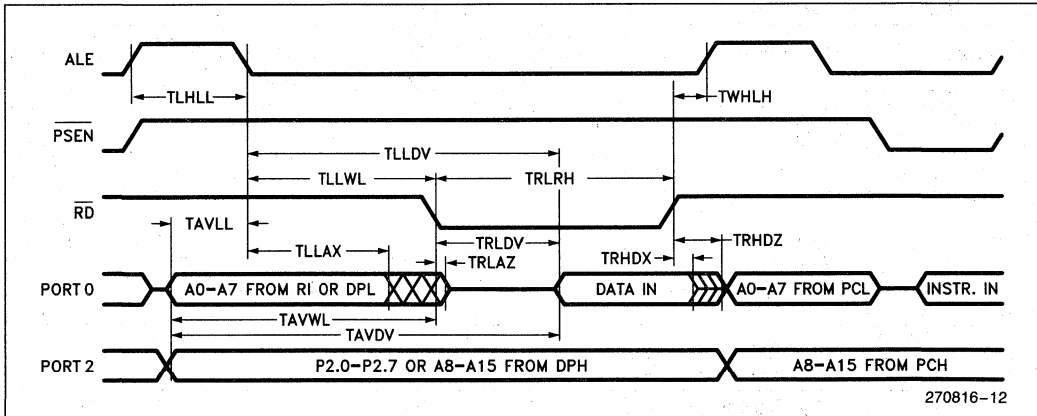 ALE
TLHLL
TWHLH
PSEN
TLLDV
TLLWL
TRLRH
RD
TAVLL
TLLAX
TRLDV
TRLAZ
TRHDX
TRHDZ
PORT 0
A0–A7 FROM RI OR DPL
DATA IN
A0–A7 FROM PCL
INSTR. IN
TAVWL
TAVDV
PORT 2
P2.0–P2.7 OR A8–A15 FROM DPH
A8–A15 FROM PCH
270816–12